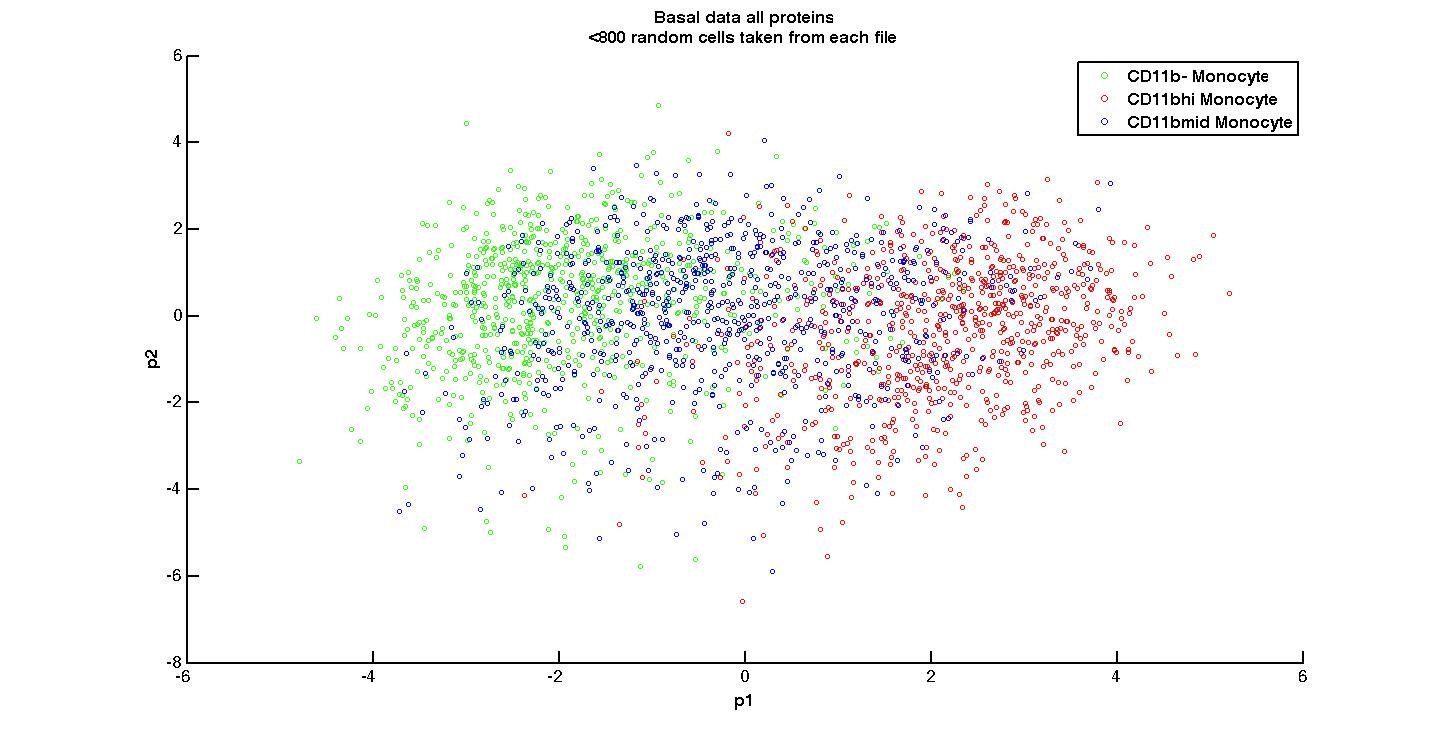 Basal data all proteins
<800 random cells taken from each file
CD11b- Monocyte
CD11bhi Monocyte
CD11bmid Monocyte
6
4
2
0
-2
-4
-6
-8
p2
-6
-4
-2
0
2
4
6
p1